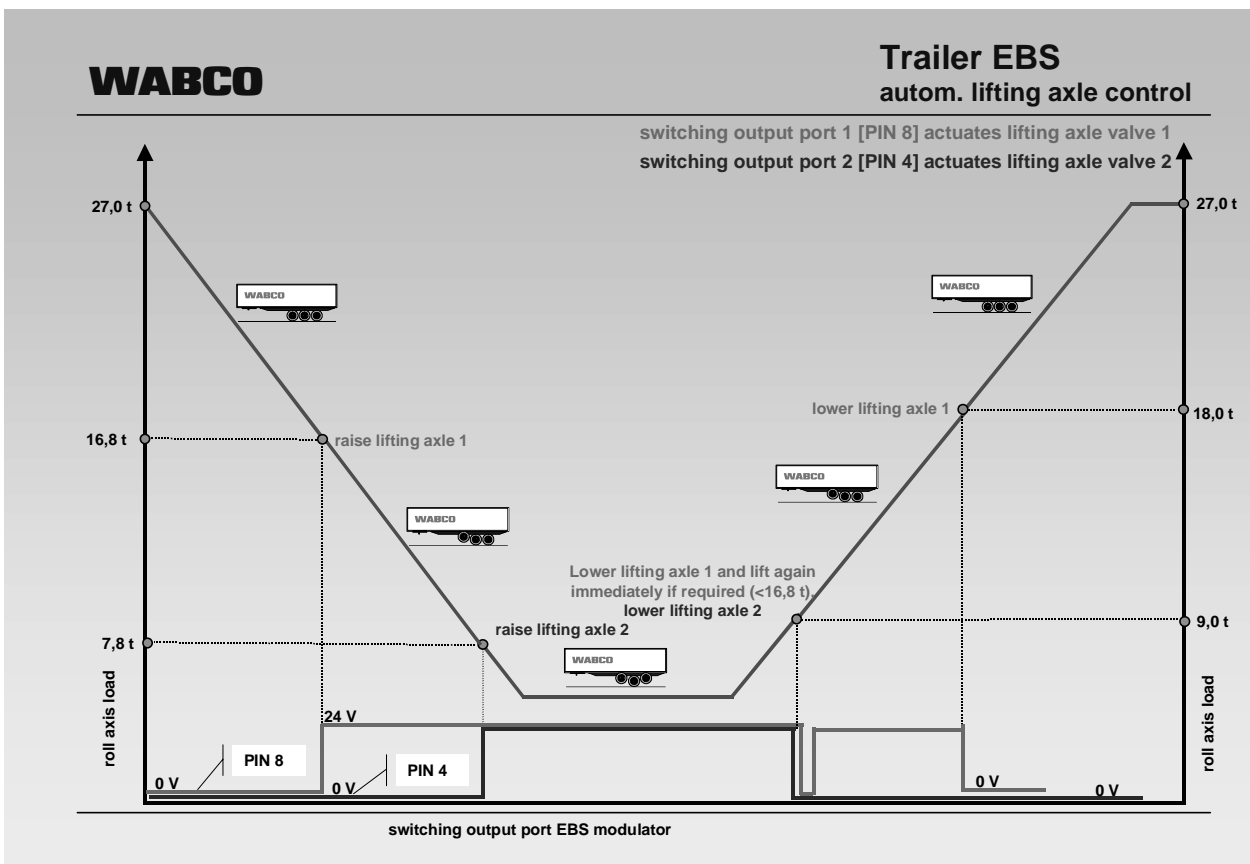 WABCO
Trailer EBS
autom. lifting axle control
switching output port 1 [PIN 8] actuates lifting axle valve 1
switching output port 2 [PIN 4] actuates lifting axle valve 2
27,0 t
27,0 t
WABCO
WABCO
lower lifting axle 1
18,0 t
16,8 t
raise lifting axle 1
WABCO
WABCO
Lower lifting axle 1 and lift again
immediately if required (<16,8 t),
lower lifting axle 2
9,0 t
raise lifting axle 2
7,8 t
WABCO
roll axis load
roll axis load
24 V
PIN 8
PIN 4
0 V
0 V
0 V
0 V
switching output port EBS modulator